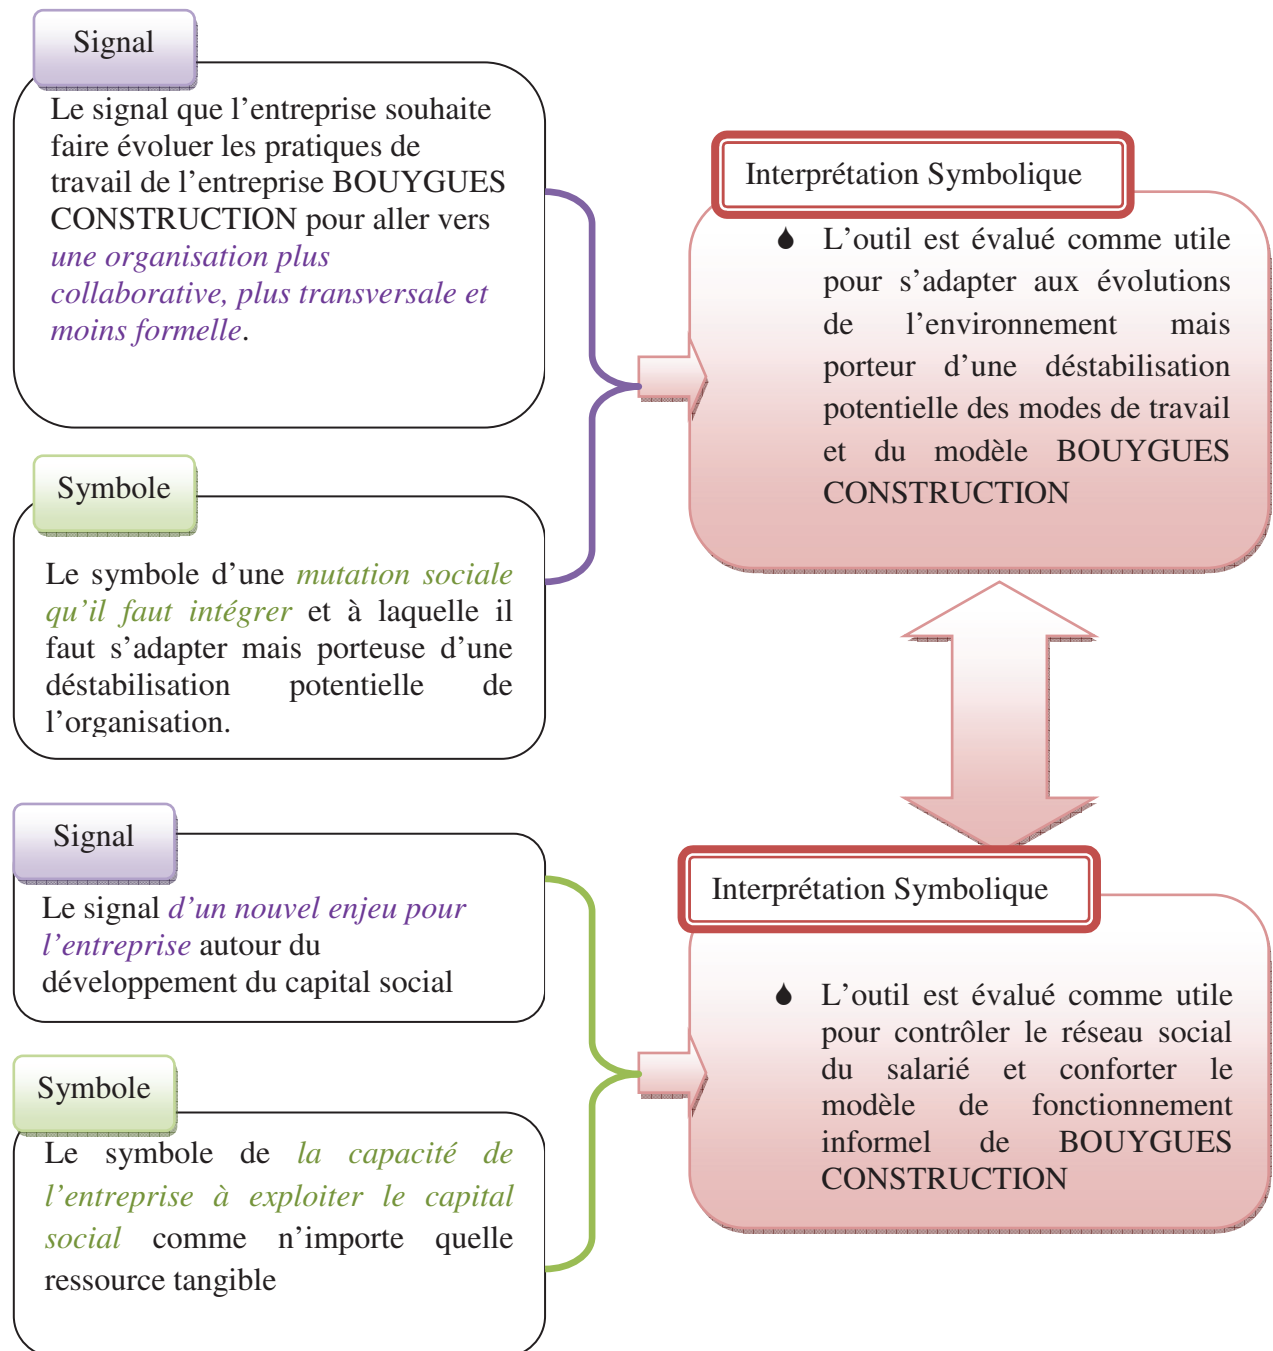 Signal
Le signal que l’entreprise souhaite
faire évoluer les pratiques de
travail de l’entreprise BOUYGUES
CONSTRUCTION pour aller vers
une organisation plus
collaborative, plus transversale et
moins formelle.
Symbole
Le symbole d’une mutation sociale
qu’il faut intégrer et à laquelle il
faut s’adapter mais porteuse d’une
déstabilisation potentielle de
l’organisation.
Interprétation Symbolique
L’outil est évalué comme utile
pour s’adapter aux évolutions
de l’environnement mais
porteur d’une déstabilisation
potentielle des modes de travail
et du modèle BOUYGUES
CONSTRUCTION
Signal
Le signal d’un nouvel enjeu pour
l’entreprise autour du
développement du capital social
Symbole
Le symbole de la capacité de
l’entreprise à exploiter le capital
social comme n’importe quelle
ressource tangible
Interprétation Symbolique
L’outil est évalué comme utile
pour contrôler le réseau social
du salarié et conforter le
modèle de fonctionnement
informel de BOUYGUES
CONSTRUCTION